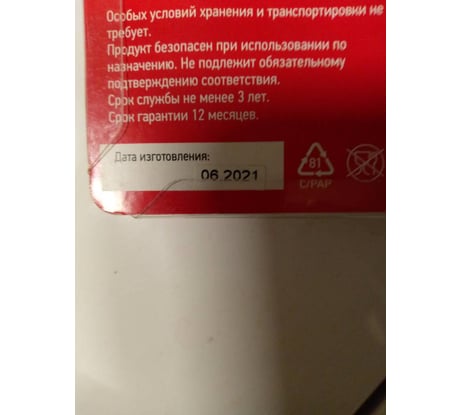 Особых условий хранения и транспортировки не
требует.
Продукт безопасен при использовании по
назначению. Не подлежит обязательному
подтверждению соответствия.
Срок службы не менее 3 лет.
Срок гарантии 12 месяцев.
Дата изготовления:
06.2021
81
C/PAP